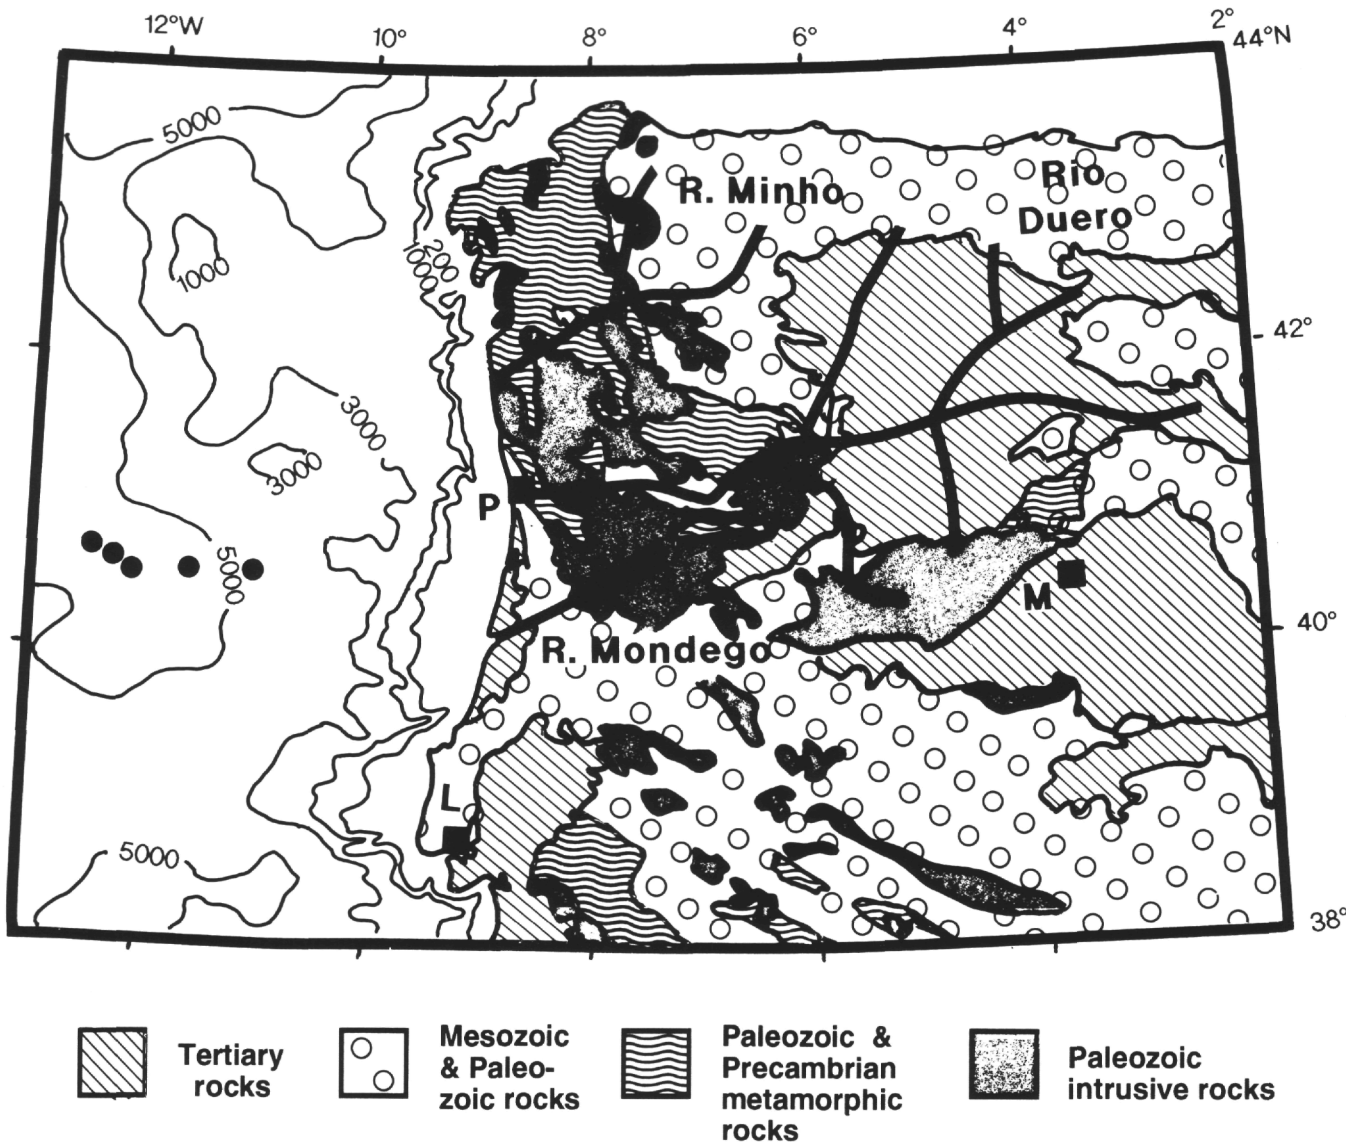 12°W 10° 8° 6° 4° 2°
44°N
5000
R. Minho
Rio
Duero
1000
200
1000
42°
3000
3000
P
5000
M
40°
R. Mondego
L
5000
38°
Tertiary
rocks
Mesozoic
& Paleo-
zoic rocks
Paleozoic &
Precambrian
metamorphic
rocks
Paleozoic
intrusive rocks